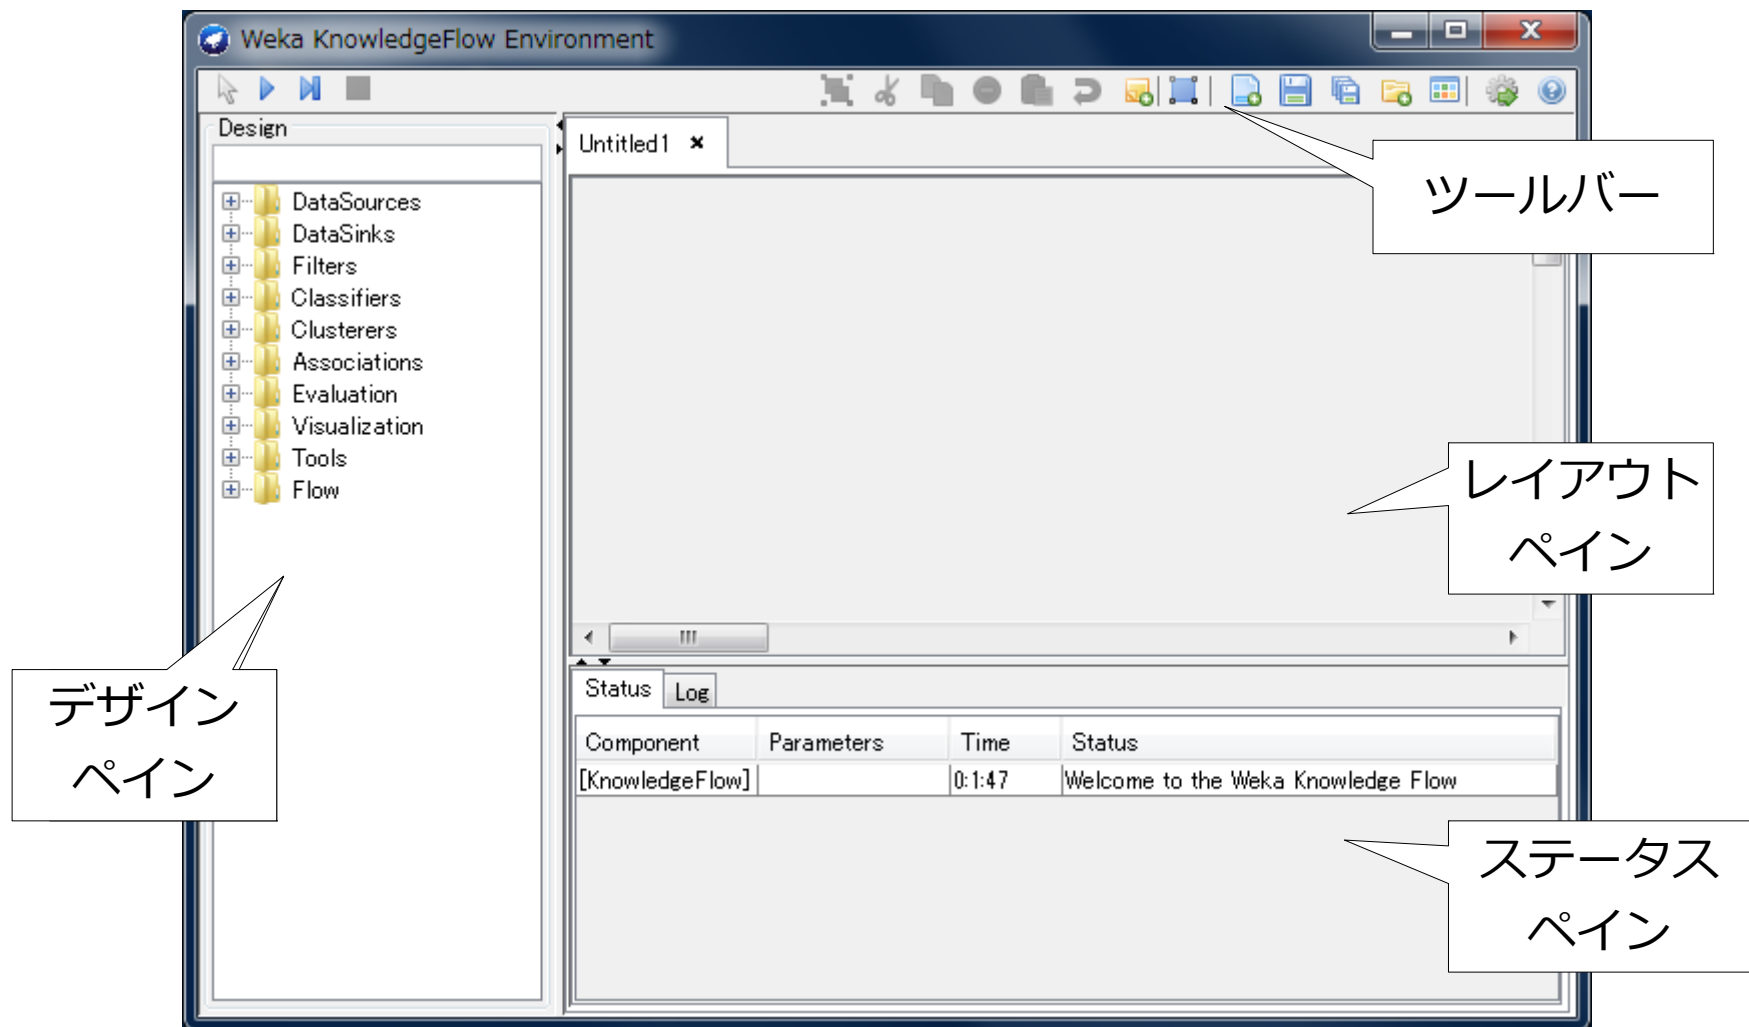 Weka KnowledgeFlow Environment
Design
Untitled1
ツールバー
DataSources
DataSinks
Filters
Classifiers
Clusterers
Associations
Evaluation
Visualization
Tools
Flow
レイアウト
ペイン
デザイン
ペイン
Status Log
Component Parameters Time Status
[KnowledgeFlow] 0:1:47 Welcome to the Weka Knowledge Flow
ステータス
ペイン